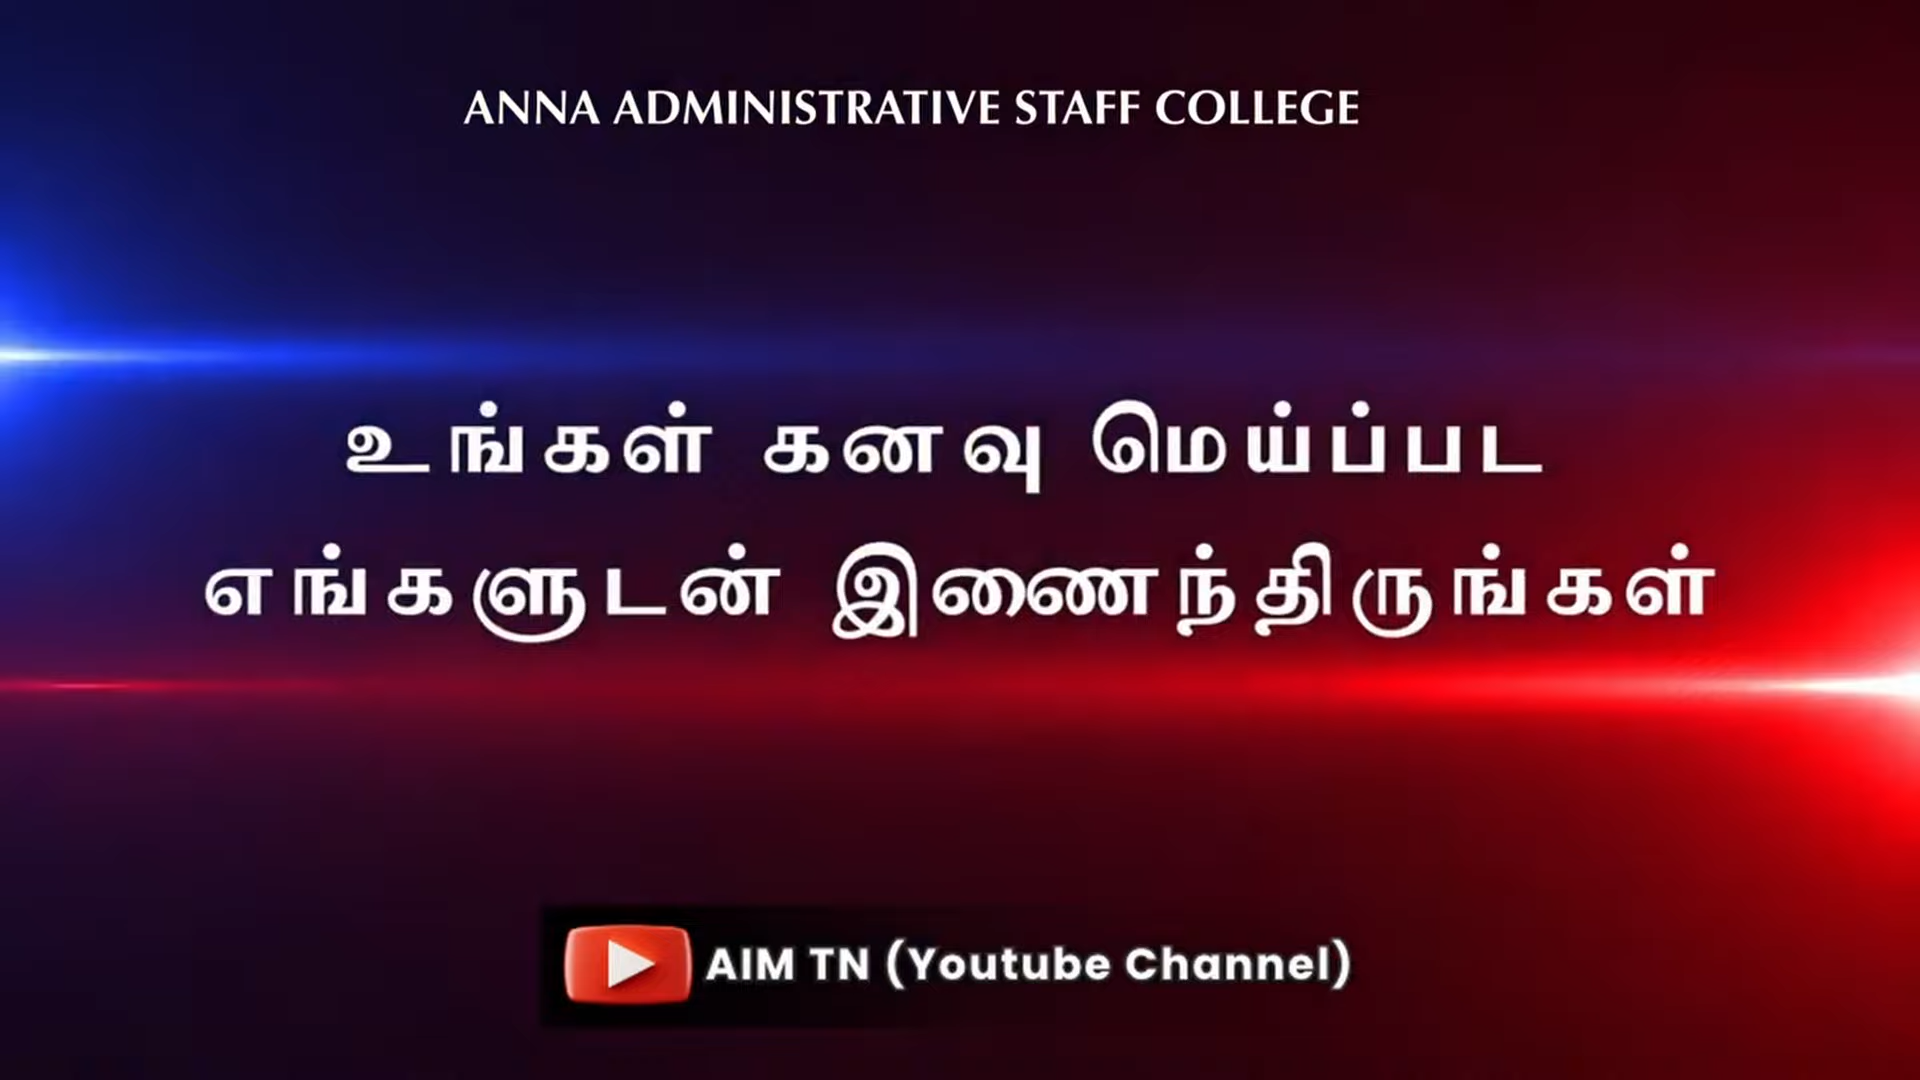 ANNA ADMINISTRATIVE STAFF COLLEGE
உங்கள் கனவு மெய்ப்பட
எங்களுடன் இணைந்திருங்கள்
AIM TN (Youtube Channel)